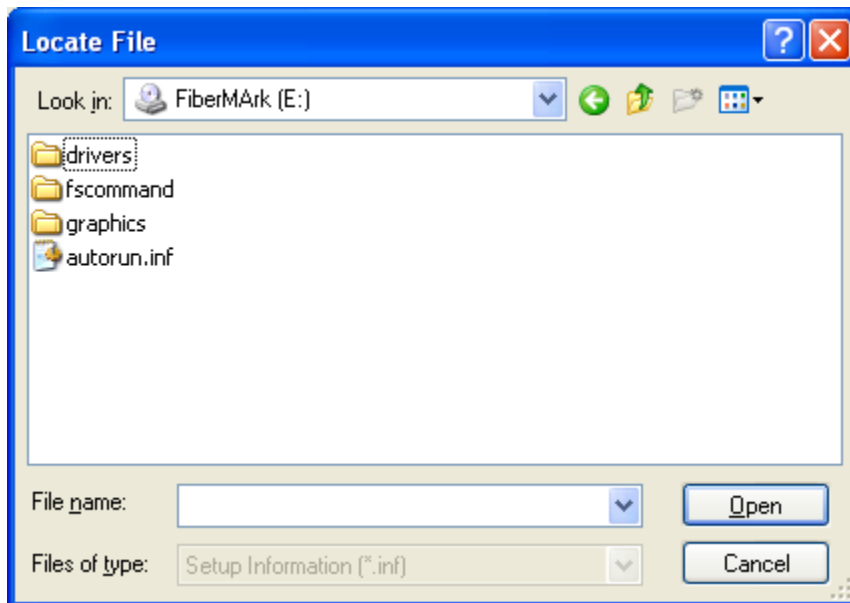 Locate File
Look in: FiberMArk (E:)
drivers
fscommand
graphics
autorun.inf
File name: Open
Files of type: Setup Information (*.inf) Cancel